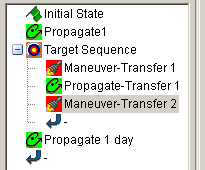 Initial State
Propagate1
Target Sequence
Maneuver-Transfer 1
Propagate-Transfer 1
Maneuver-Transfer 2
-
Propagate 1 day
-